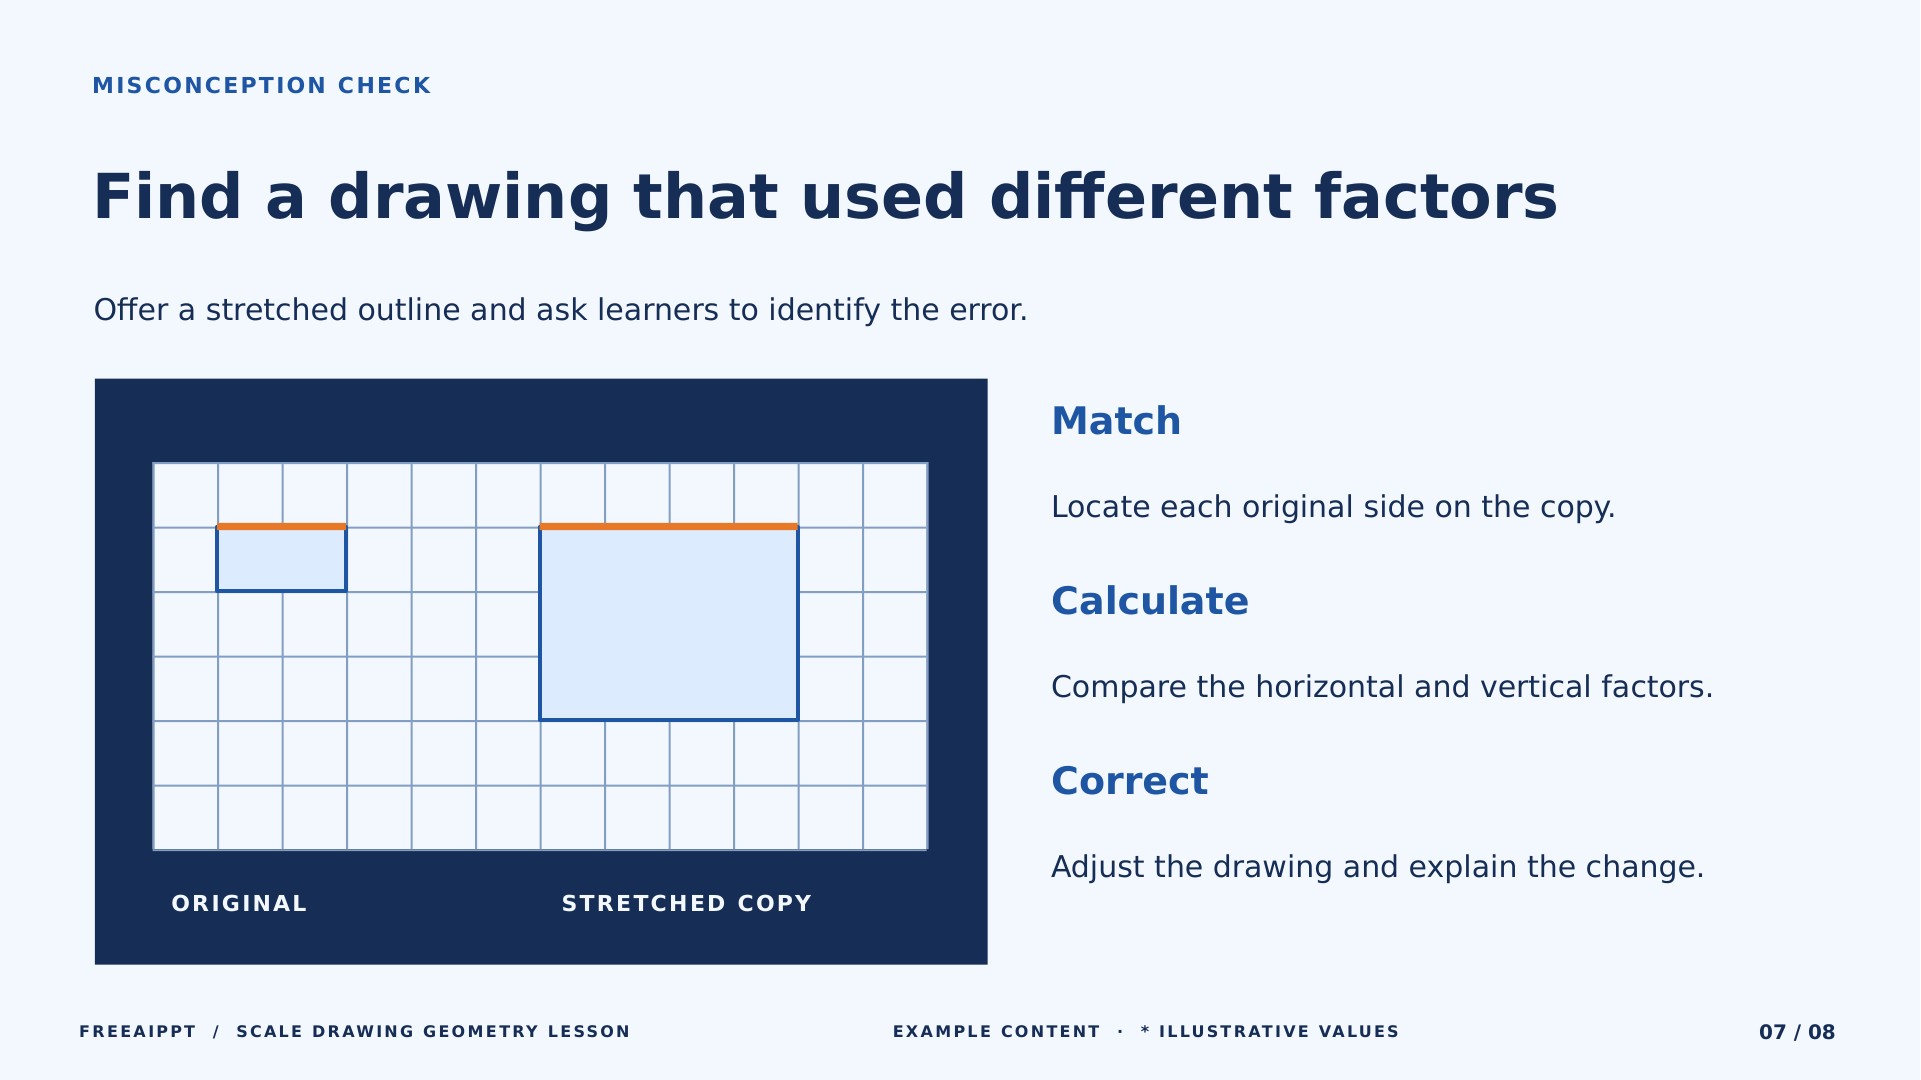 MISCONCEPTION CHECK
Find a drawing that used different factors
Offer a stretched outline and ask learners to identify the error.
ORIGINAL
STRETCHED COPY
Match
Locate each original side on the copy.
Calculate
Compare the horizontal and vertical factors.
Correct
Adjust the drawing and explain the change.
FREEAIPPT / SCALE DRAWING GEOMETRY LESSON
EXAMPLE CONTENT · * ILLUSTRATIVE VALUES
07 / 08